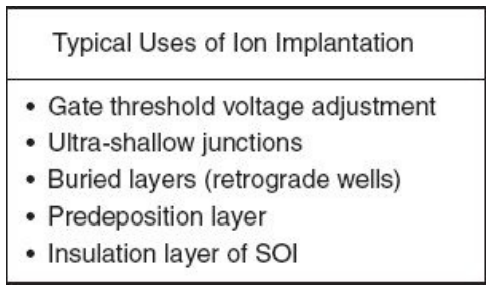 Typical Uses of Ion Implantation
• Gate threshold voltage adjustment
• Ultra-shallow junctions
• Buried layers (retrograde wells)
• Predeposition layer
• Insulation layer of SOI